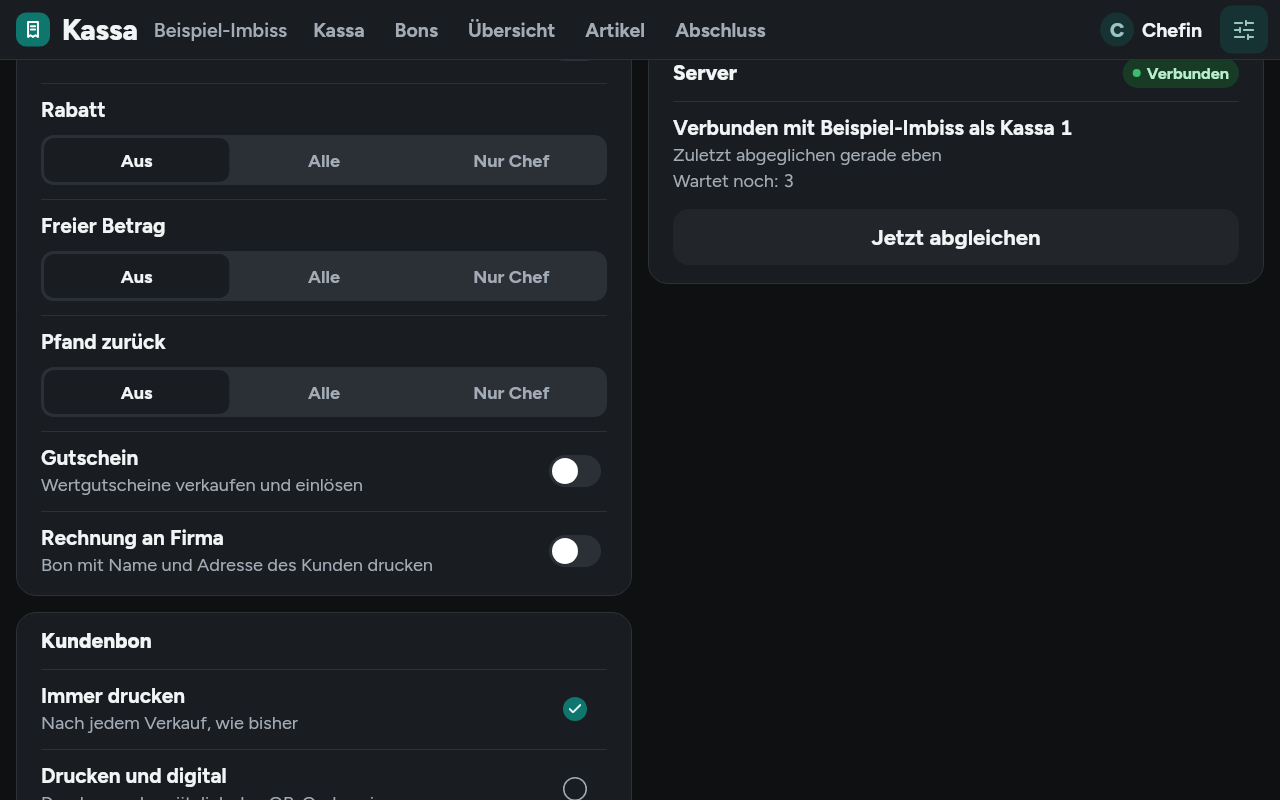 Kassa Beispiel-Imbiss Kassa Bons Übersicht Artikel Abschluss C Chefin
Rabatt
Aus Alle Nur Chef
Freier Betrag
Aus Alle Nur Chef
Pfand zurück
Aus Alle Nur Chef
Gutschein
Wertgutscheine verkaufen und einlösen
Rechnung an Firma
Bon mit Name und Adresse des Kunden drucken
Kundenbon
Immer drucken
Nach jedem Verkauf, wie bisher
Drucken und digital
Server Verbunden
Verbunden mit Beispiel-Imbiss als Kassa 1
Zuletzt abgeglichen gerade eben
Wartet noch: 3
Jetzt abgleichen